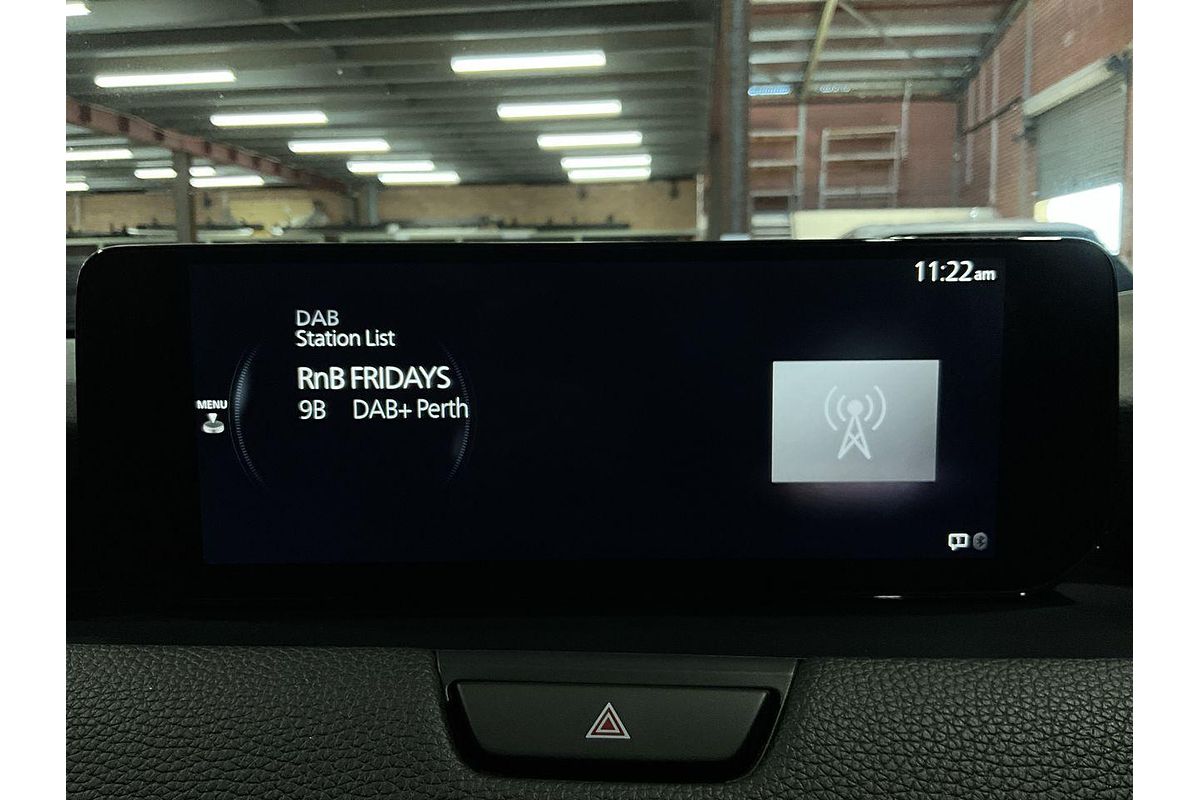 11:22am
DAB
Station List
RnB FRIDAYS
9B DAB+ Perth
MENU